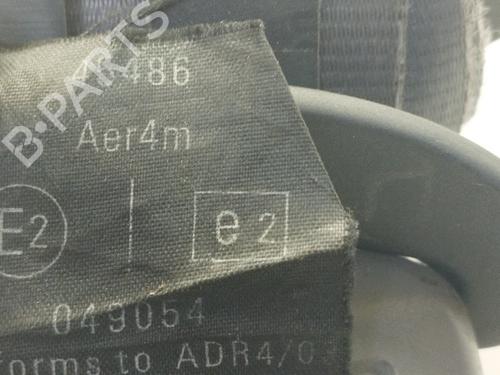 486
Aer4m
E2
e2
049054
forms to ADR4/0
B-PARTS